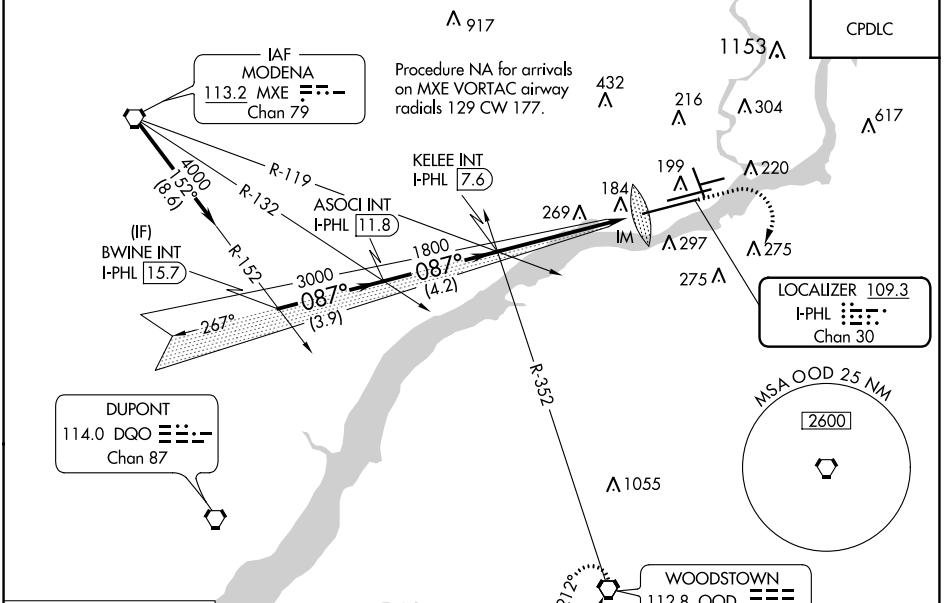 CPDLC
917
1153
IAF
MODENA
113.2 MXE
Chan 79
Procedure NA for arrivals
on MXE VORTAC airway
radials 129 CW 177.
432
216
304
617
KELEE INT
I-PHL 7.6
199
220
4000
152°
(8.6)
R-119
R-132
R-152
ASOCI INT
I-PHL 11.8
184
269
IM
297
275
275
(IF)
BWINE INT
I-PHL 15.7
3000
1800
087°
087°
(3.9)
(4.2)
267°
LOCALIZER 109.3
I-PHL
Chan 30
R-352
MSA OOD 25 NM
2600
DUPONT
114.0 DQO
Chan 87
1055
212°
WOODSTOWN
112.8 OOD